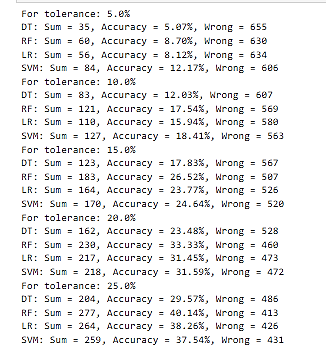 For tolerance: 5.0%
DT: Sum = 35, Accuracy = 5.07%, Wrong = 655
RF: Sum = 60, Accuracy = 8.70%, Wrong = 630
LR: Sum = 56, Accuracy = 8.12%, Wrong = 634
SVM: Sum = 84, Accuracy = 12.17%, Wrong = 606
For tolerance: 10.0%
DT: Sum = 83, Accuracy = 12.03%, Wrong = 607
RF: Sum = 121, Accuracy = 17.54%, Wrong = 569
LR: Sum = 110, Accuracy = 15.94%, Wrong = 580
SVM: Sum = 127, Accuracy = 18.41%, Wrong = 563
For tolerance: 15.0%
DT: Sum = 123, Accuracy = 17.83%, Wrong = 567
RF: Sum = 183, Accuracy = 26.52%, Wrong = 507
LR: Sum = 164, Accuracy = 23.77%, Wrong = 526
SVM: Sum = 170, Accuracy = 24.64%, Wrong = 520
For tolerance: 20.0%
DT: Sum = 162, Accuracy = 23.48%, Wrong = 528
RF: Sum = 230, Accuracy = 33.33%, Wrong = 460
LR: Sum = 217, Accuracy = 31.45%, Wrong = 473
SVM: Sum = 218, Accuracy = 31.59%, Wrong = 472
For tolerance: 25.0%
DT: Sum = 204, Accuracy = 29.57%, Wrong = 486
RF: Sum = 277, Accuracy = 40.14%, Wrong = 413
LR: Sum = 264, Accuracy = 38.26%, Wrong = 426
SVM: Sum = 259, Accuracy = 37.54%, Wrong = 431